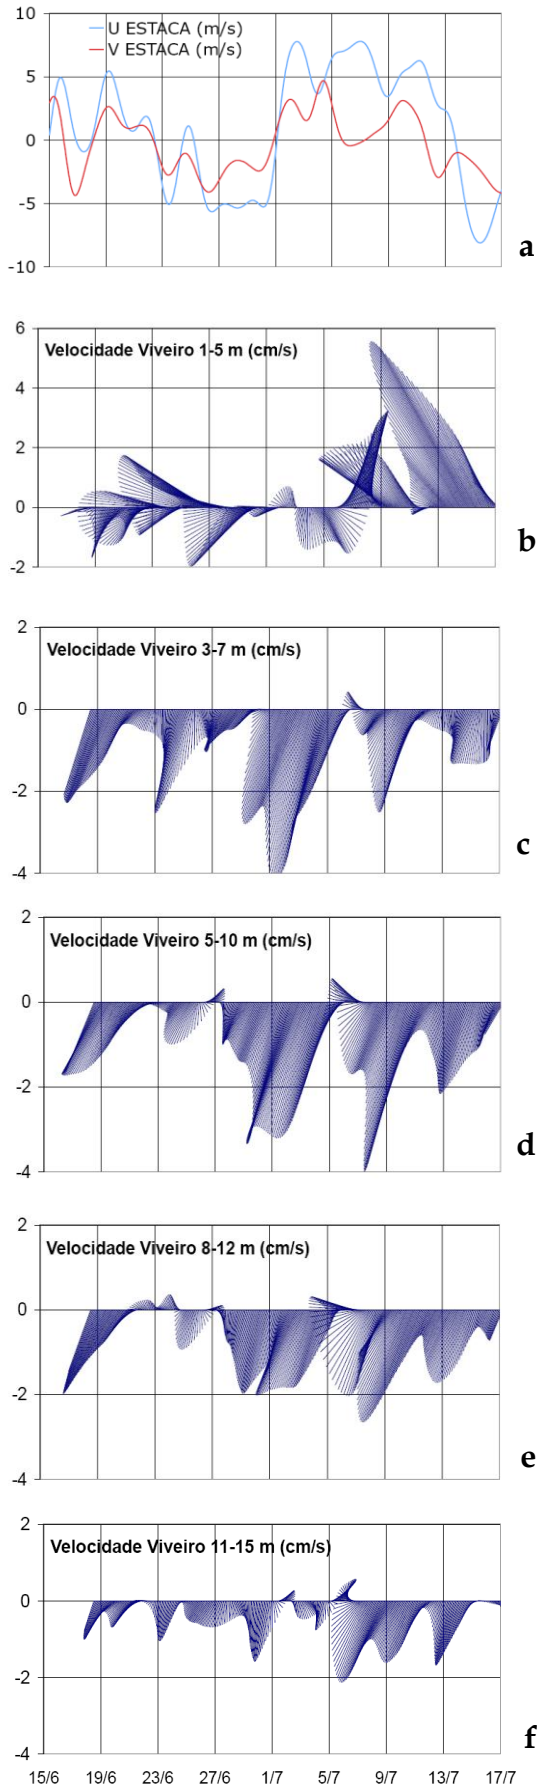 10
U ESTACA (m/s)
V ESTACA (m/s)
5
0
-5
-10
a
6
Velocidade Viveiro 1-5 m (cm/s)
4
2
0
-2
b
2
Velocidade Viveiro 3-7 m (cm/s)
0
-2
-4
c
2
Velocidade Viveiro 5-10 m (cm/s)
0
-2
-4
d
2
Velocidade Viveiro 8-12 m (cm/s)
0
-2
-4
e
2
Velocidade Viveiro 11-15 m (cm/s)
0
-2
-4
f
15/6 19/6 23/6 27/6 1/7 5/7 9/7 13/7 17/7